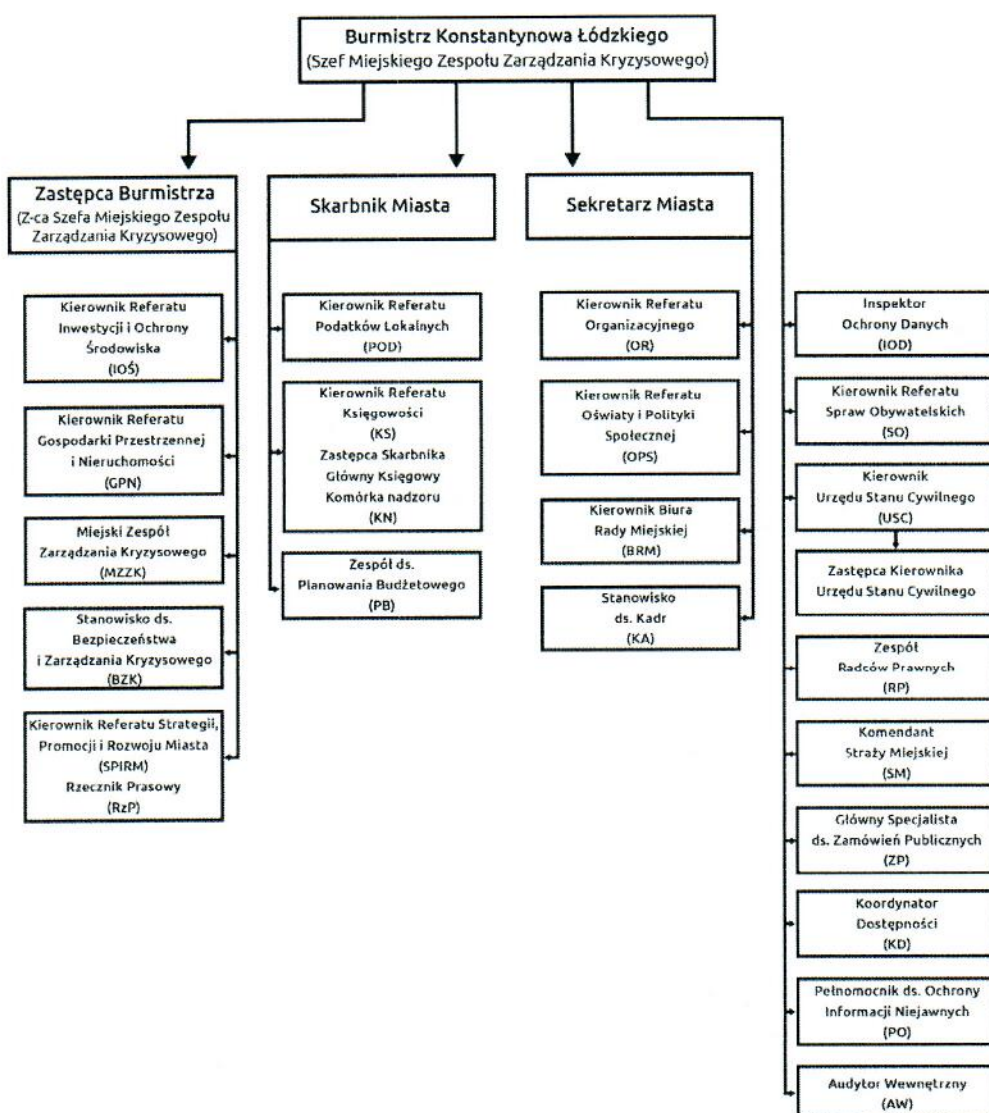 Burmistrz Konstantynowa Łódzkiego
(Szef Miejskiego Zespołu Zarządzania Kryzysowego)
Zastępca Burmistrza
(Z-ca Szefa Miejskiego Zespołu
Zarządzania Kryzysowego)
Kierownik Referatu
Inwestycji i Ochrony
Środowiska
(IOŚ)
Kierownik Referatu
Gospodarki Przestrzennej
i Nieruchomości
(GPN)
Miejski Zespół
Zarządzania Kryzysowego
(MZZK)
Stanowisko ds.
Bezpieczeństwa
i Zarządzania Kryzysowego
(BZK)
Kierownik Referatu Strategii,
Promocji i Rozwoju Miasta
(SPIRM)
Rzecznik Prasowy
(RzP)
Skarbnik Miasta
Kierownik Referatu
Podatków Lokalnych
(POD)
Kierownik Referatu
Księgowości
(KS)
Zastępca Skarbnika
Główny Księgowy
Komórka nadzoru
(KN)
Zespół ds.
Planowania Budżetowego
(PB)
Sekretarz Miasta
Kierownik Referatu
Organizacyjnego
(OR)
Kierownik Referatu
Oświaty i Polityki
Społecznej
(OPS)
Kierownik Biura
Rady Miejskiej
(BRM)
Stanowisko
ds. Kadr
(KA)
Inspektor
Ochrony Danych
(IOD)
Kierownik Referatu
Spraw Obywatelskich
(SO)
Kierownik
Urzędu Stanu Cywilnego
(USC)
Zastępca Kierownika
Urzędu Stanu Cywilnego
Zespół
Radców Prawnych
(RP)
Komendant
Straży Miejskiej
(SM)
Główny Specjalista
ds. Zamówień Publicznych
(ZP)
Koordynator
Dostępności
(KD)
Pełnomocnik ds. Ochrony
Informacji Niejawnych
(PO)
Audytor Wewnętrzny
(AW)